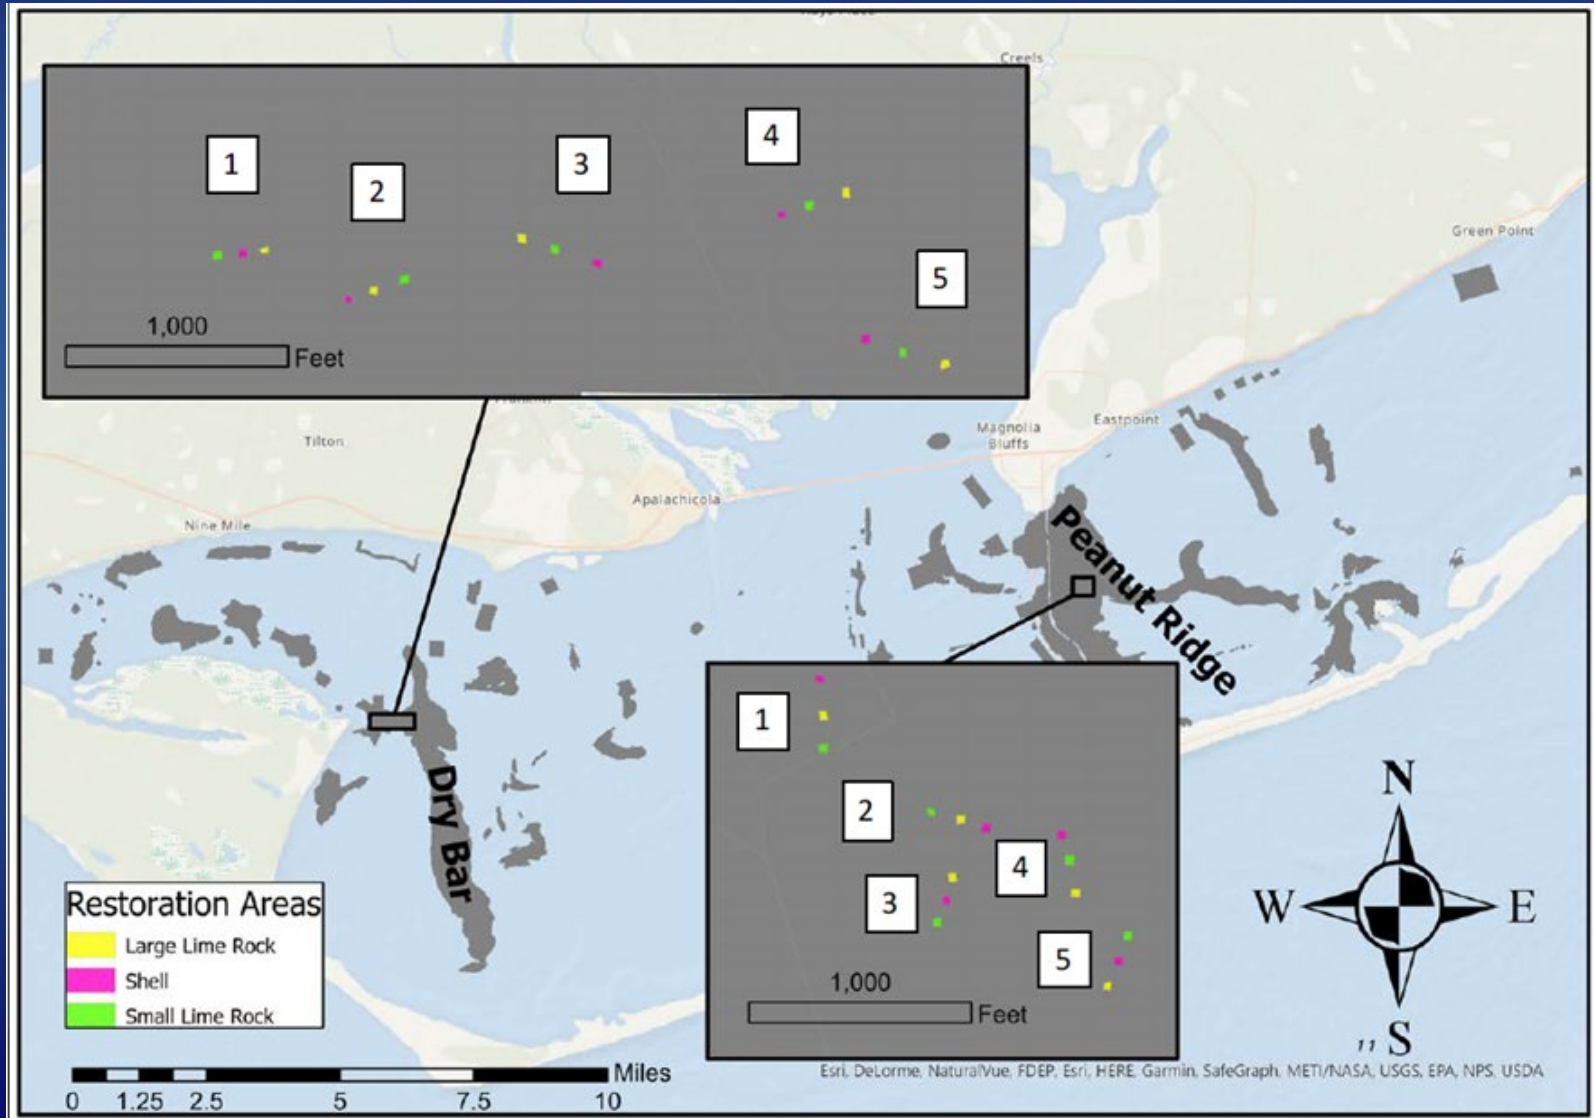 Creels
1
2
3
4
5
1,000
Feet
Green Point
Tilton
Magnolia
Bluffs
Eastpoint
Apalachicola
Nine Mile
Peanut Ridge
Dry Bar
1
2
3
4
5
1,000
Feet
Restoration Areas
Large Lime Rock
Shell
Small Lime Rock
N
W
E
S
Miles
0 1.25 2.5 5 7.5 10
Esri, DeLorme, NaturalVue, FDEP, Esri, HERE, Garmin, SafeGraph, METI/NASA, USGS, EPA, NPS, USDA